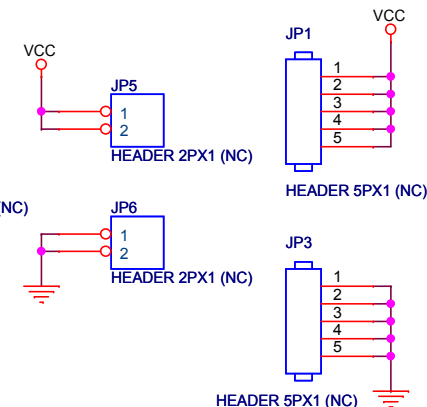 VCC
JP5
1
2
HEADER 2PX1 (NC)
VCC
JP1
1
2
3
4
5
HEADER 5PX1 (NC)
(NC)
JP6
1
2
HEADER 2PX1 (NC)
JP3
1
2
3
4
5
HEADER 5PX1 (NC)